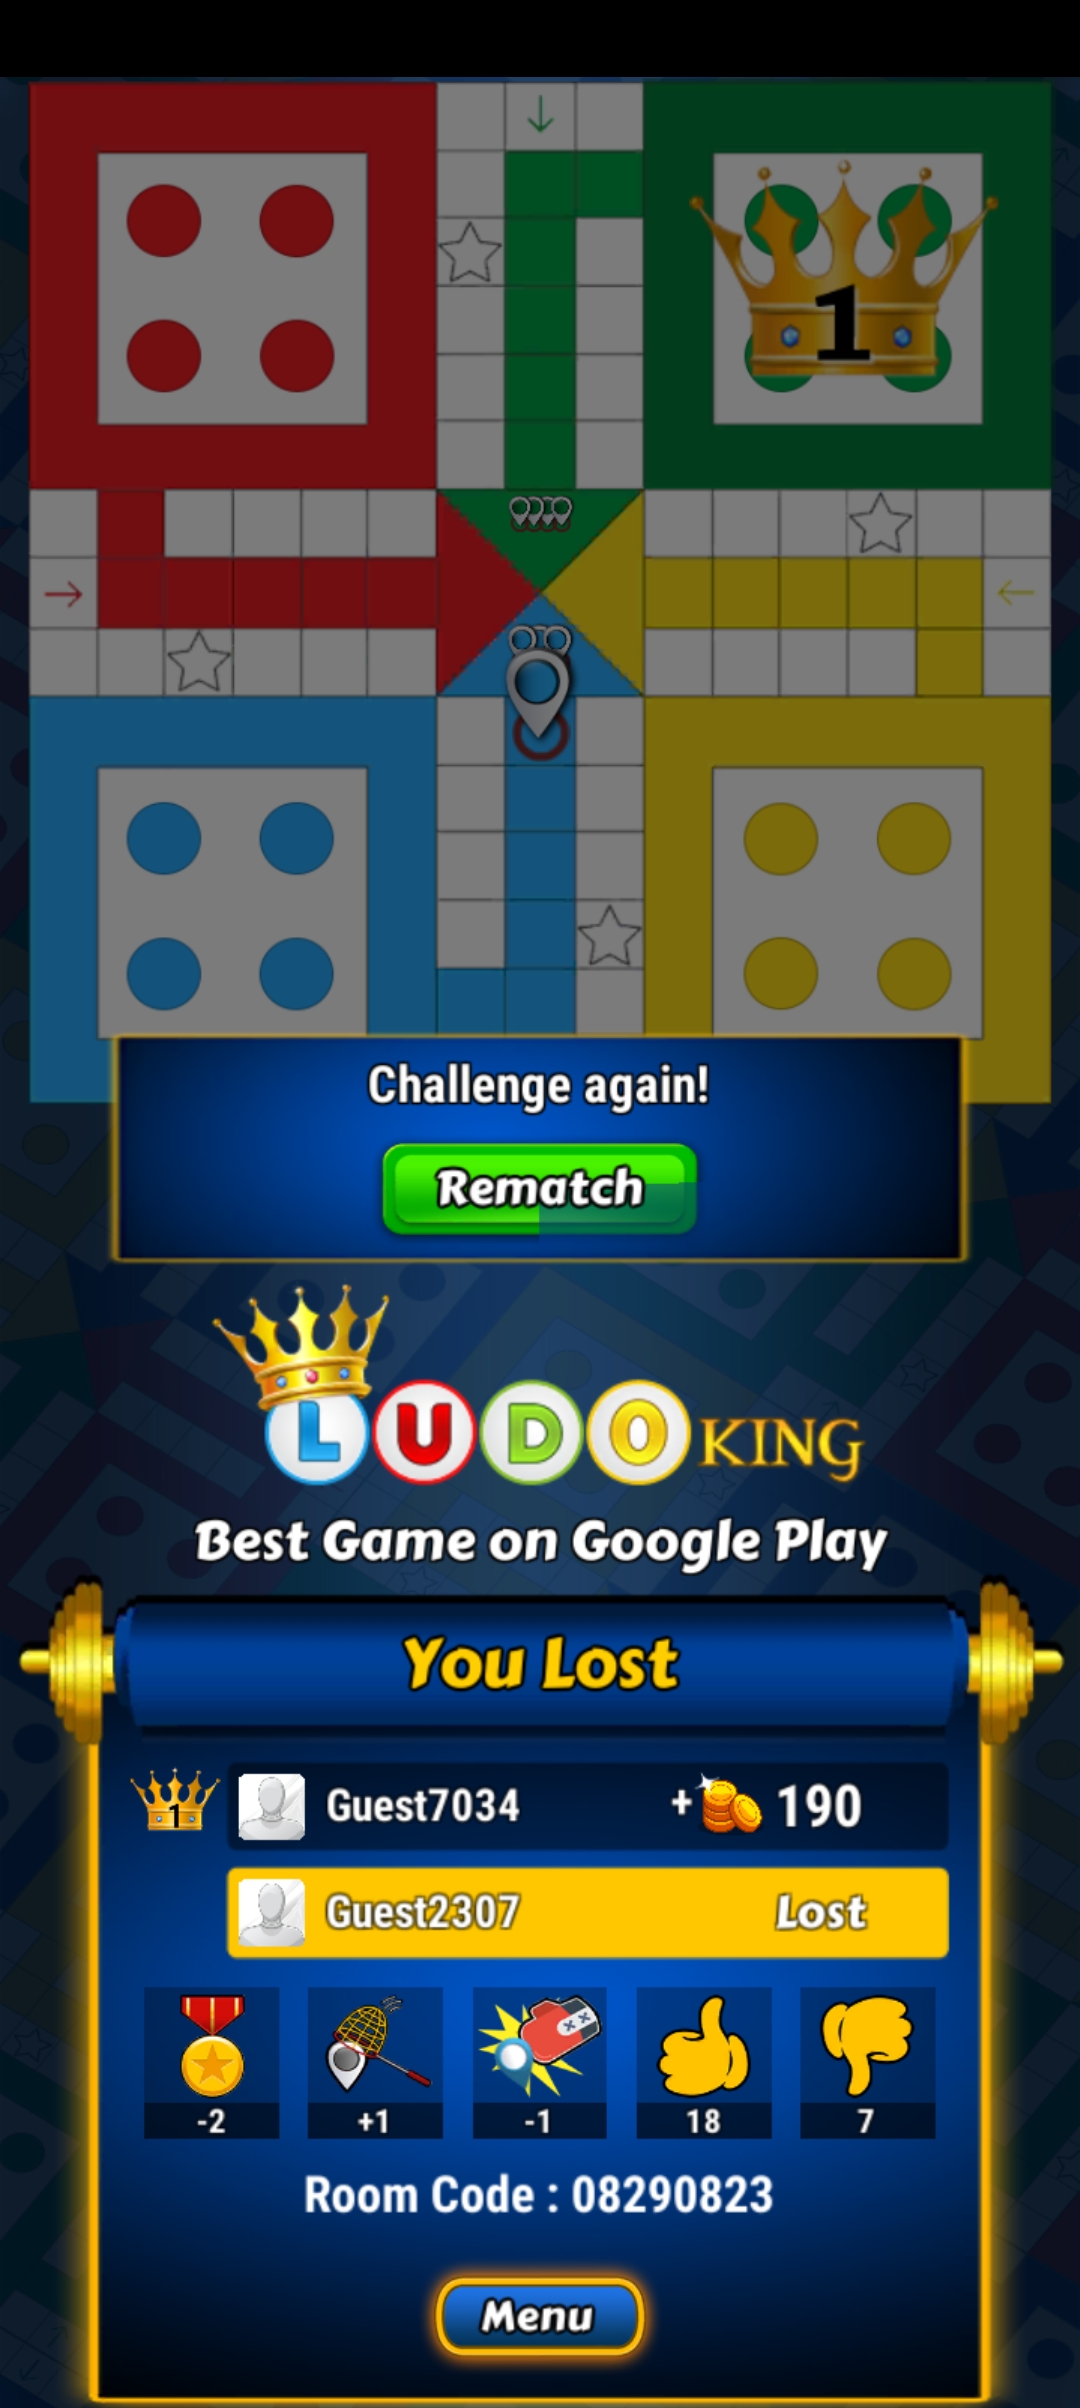 1
Challenge again!
Rematch
LUDO KING
Best Game on Google Play
You Lost
1 Guest7034 + 190
Guest2307 Lost
-2 +1 -1 18 7
Room Code : 08290823
Menu